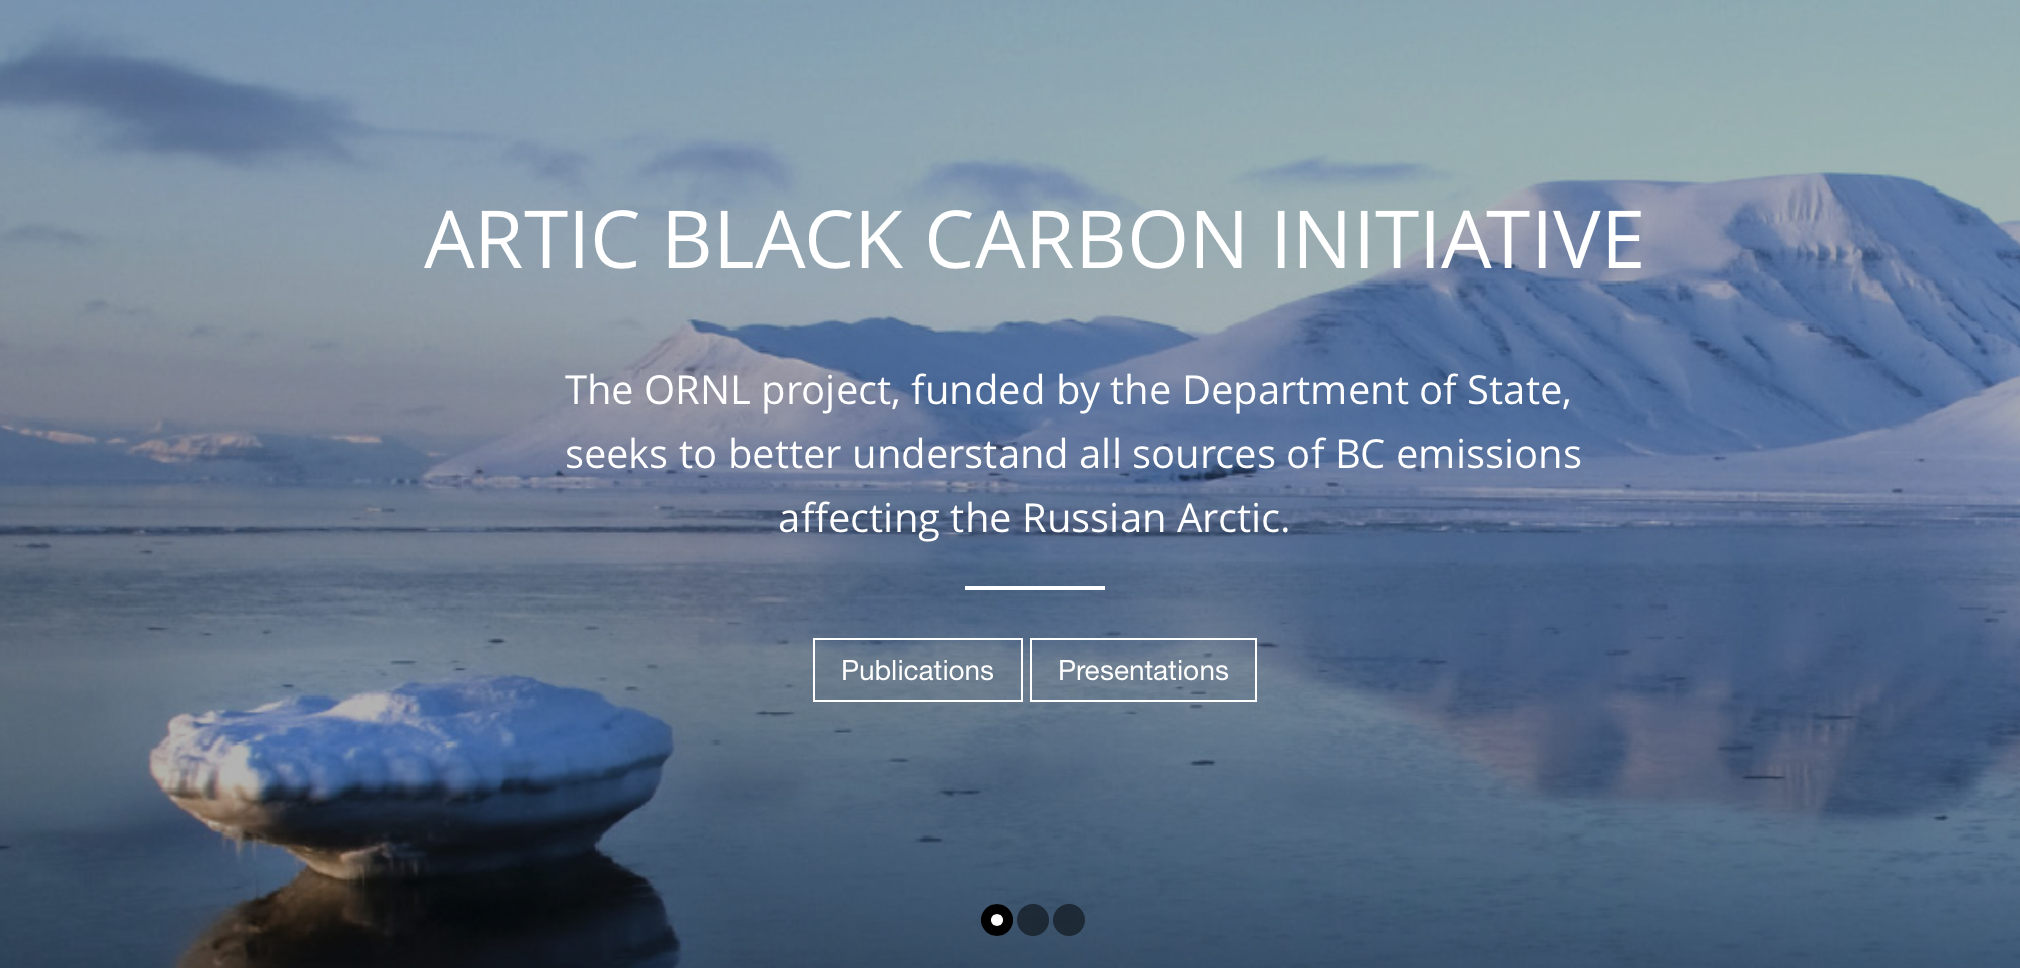 ARTIC BLACK CARBON INITIATIVE
The ORNL project, funded by the Department of State,
seeks to better understand all sources of BC emissions
affecting the Russian Arctic.
Publications
Presentations